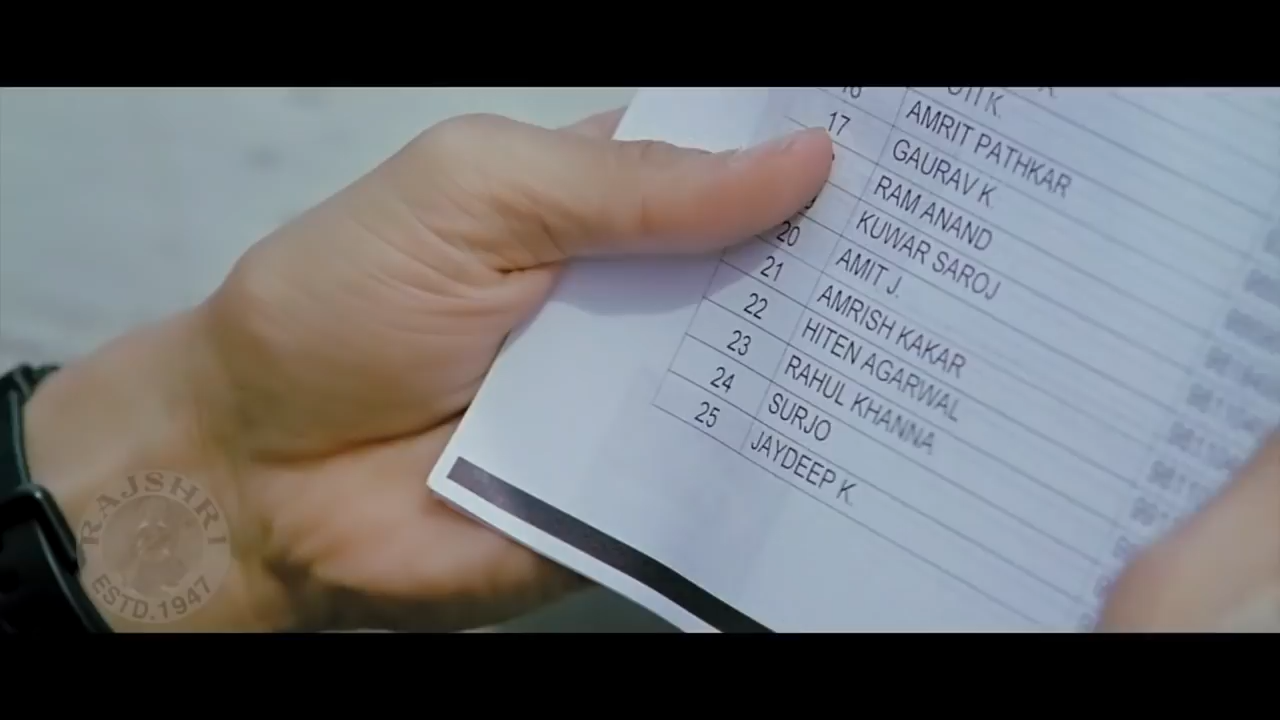 16 AMRIT PATHKAR
17 GAURAV K
RAM ANAND
KUWAR SAROJ
20 AMIT J.
21 AMRISH KAKAR
22 HITEN AGARWAL
23 RAHUL KHANNA
24 SURJO
25 JAYDEEP K.
RAJSHRI
ESTD.1947